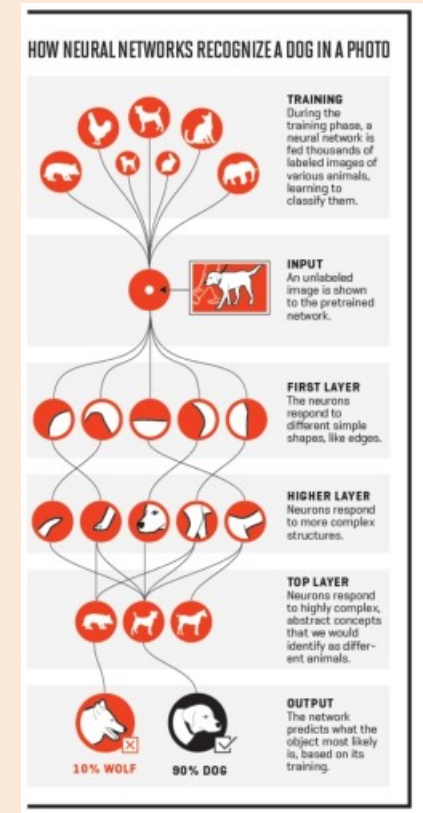 HOW NEURAL NETWORKS RECOGNIZE A DOG IN A PHOTO
TRAINING
During the
training phase, a
neural network is
fed thousands of
labeled images of
various animals,
learning to
classify them.
INPUT
An unlabeled
image is shown
to the pretrained
network.
FIRST LAYER
The neurons
respond to
different simple
shapes, like edges.
HIGHER LAYER
Neurons respond
to more complex
structures.
TOP LAYER
Neurons respond
to highly complex,
abstract concepts
that we would
identify as differ-
ent animals.
OUTPUT
The network
predicts what the
object most likely
is, based on its
training.
10% WOLF
90% DOG